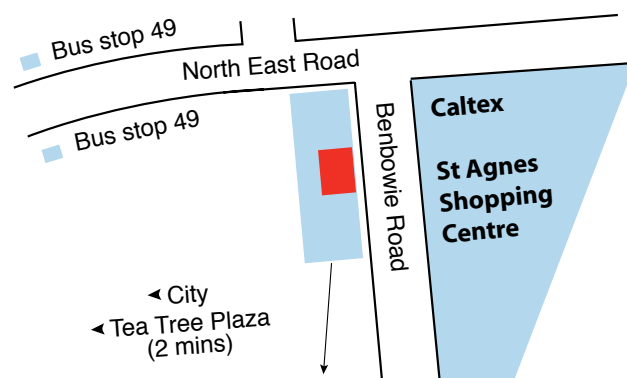 Bus stop 49
North East Road
Bus stop 49
Benbowie Road
Caltex
St Agnes
Shopping
Centre
City
Tea Tree Plaza
(2 mins)